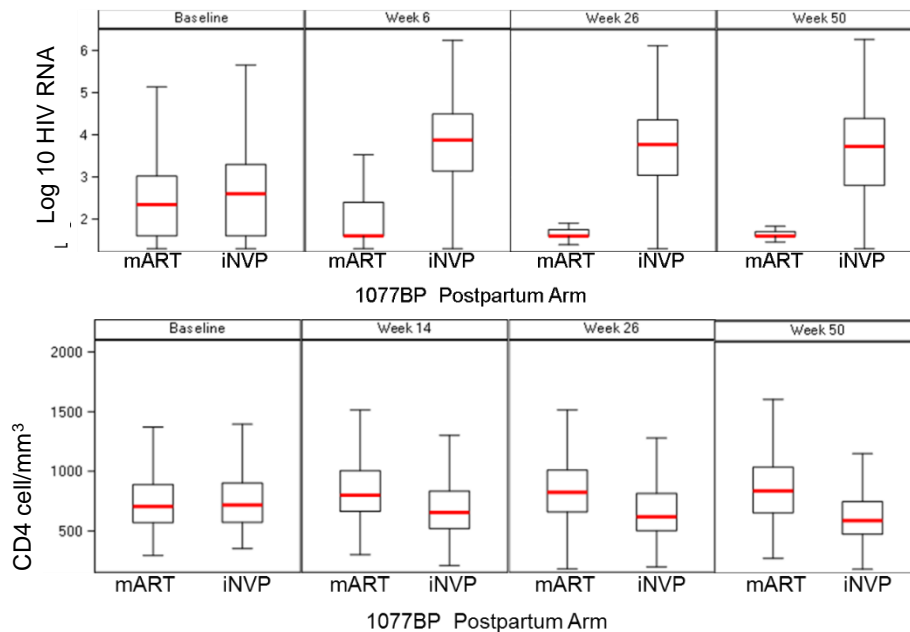 Baseline Week 6 Week 26 Week 50
Log 10 HIV RNA
6
5
4
3
2
mART iNVP mART iNVP mART iNVP mART iNVP
1077BP Postpartum Arm
Baseline Week 14 Week 26 Week 50
CD4 cell/mm³
2000
1500
1000
500
mART iNVP mART iNVP mART iNVP mART iNVP
1077BP Postpartum Arm